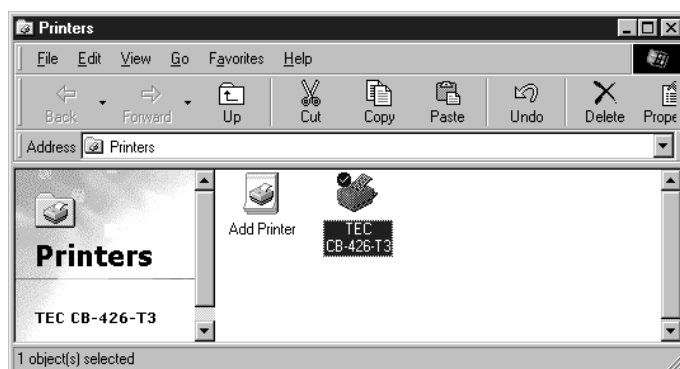 Printers
File Edit View Go Favorites Help
Back Forward Up Cut Copy Paste Undo Delete Prope
Address Printers
Printers
TEC CB-426-T3
Add Printer
TEC
CB-426-T3
1 object(s) selected